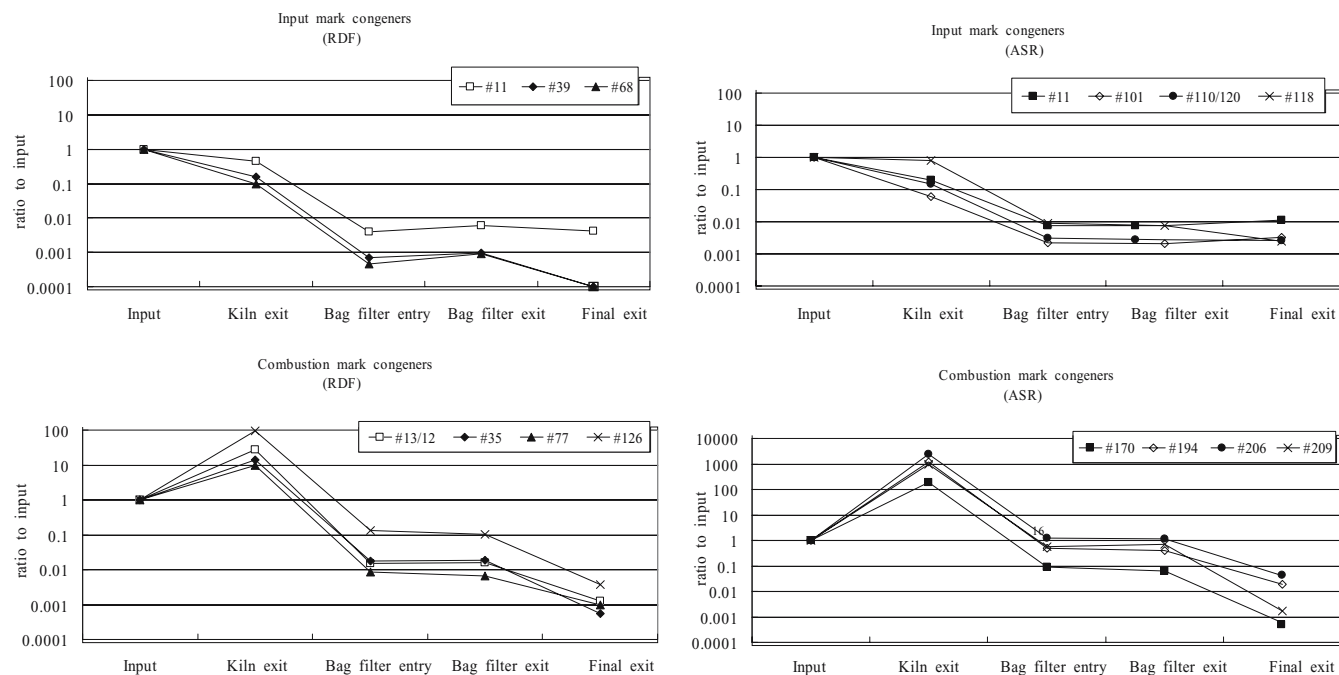 Input mark congeners
(RDF)
#11 #39 #68
100
10
1
0.1
0.01
0.001
0.0001
ratio to input
Input Kiln exit Bag filter entry Bag filter exit Final exit
Input mark congeners
(ASR)
#11 #101 #110/120 #118
100
10
1
0.1
0.01
0.001
0.0001
ratio to input
Input Kiln exit Bag filter entry Bag filter exit Final exit
Combustion mark congeners
(RDF)
#13/12 #35 #77 #126
100
10
1
0.1
0.01
0.001
0.0001
ratio to input
Input Kiln exit Bag filter entry Bag filter exit Final exit
Combustion mark congeners
(ASR)
#170 #194 #206 #209
10000
1000
100
10
1
0.1
0.01
0.001
0.0001
ratio to input
16
Input Kiln exit Bag filter entry Bag filter exit Final exit